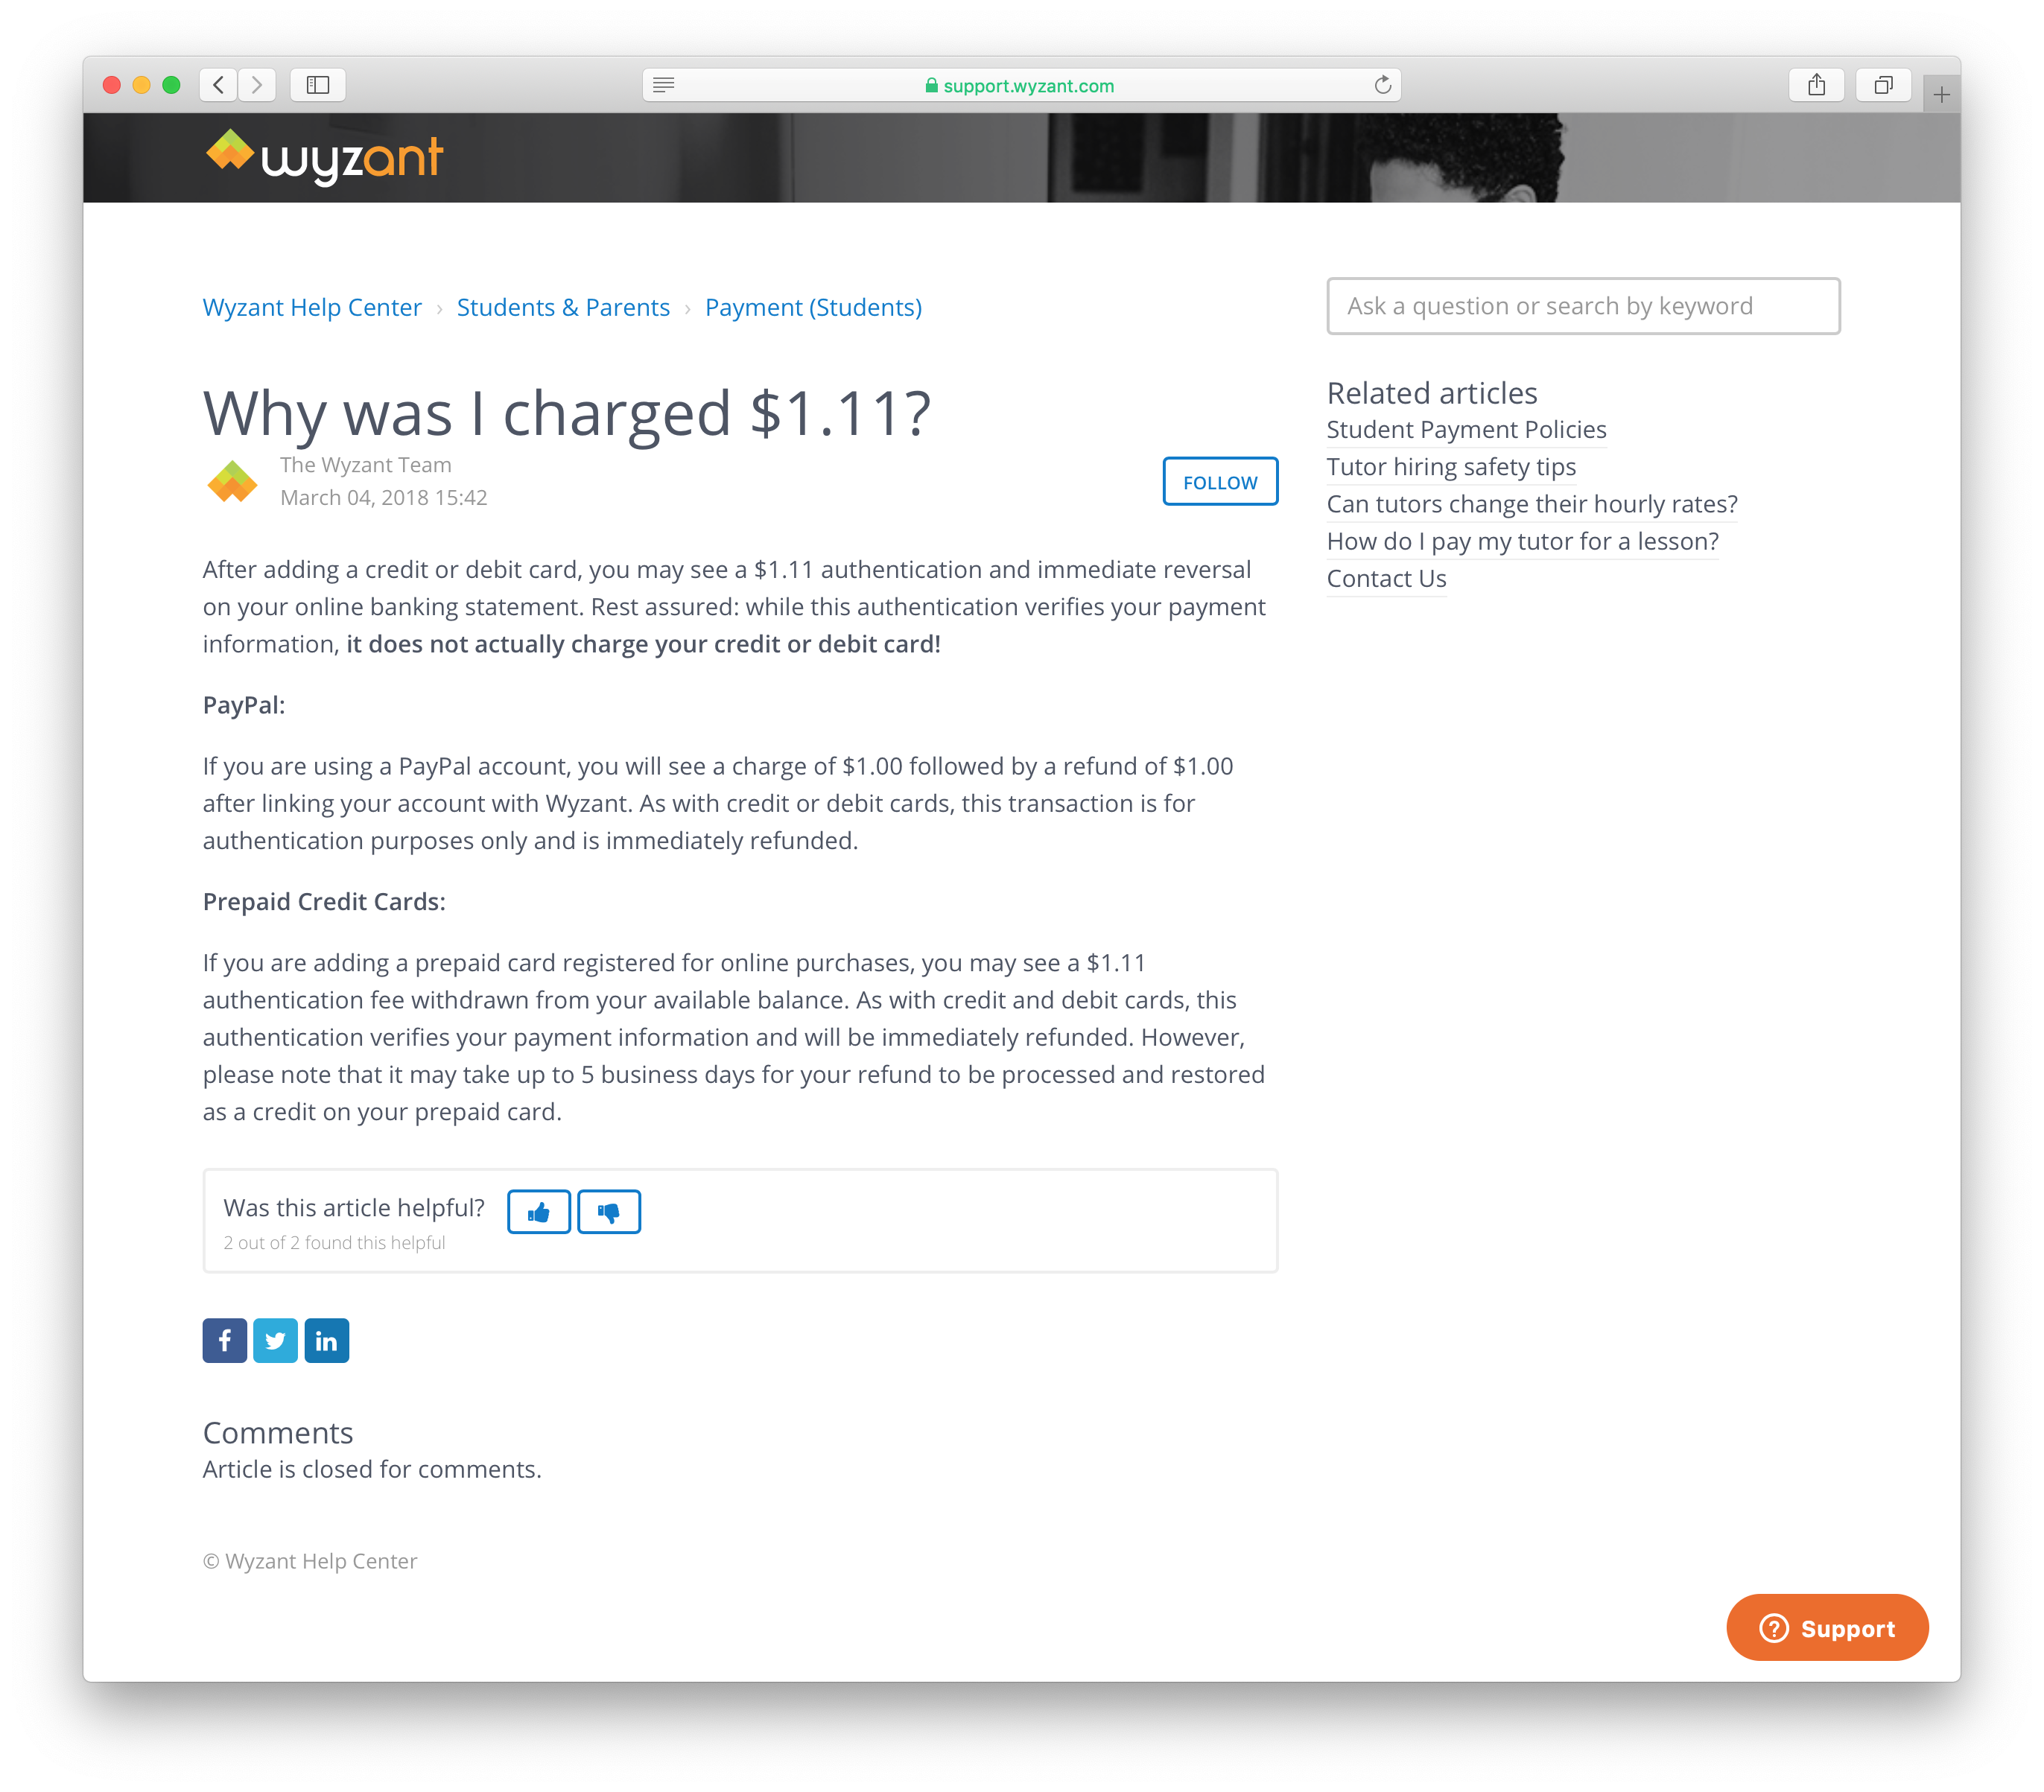 support.wyzant.com
wyzant
Wyzant Help Center › Students & Parents › Payment (Students)
Ask a question or search by keyword
Why was I charged $1.11?
The Wyzant Team
March 04, 2018 15:42
FOLLOW
After adding a credit or debit card, you may see a $1.11 authentication and immediate reversal
on your online banking statement. Rest assured: while this authentication verifies your payment
information, it does not actually charge your credit or debit card!
PayPal:
If you are using a PayPal account, you will see a charge of $1.00 followed by a refund of $1.00
after linking your account with Wyzant. As with credit or debit cards, this transaction is for
authentication purposes only and is immediately refunded.
Prepaid Credit Cards:
If you are adding a prepaid card registered for online purchases, you may see a $1.11
authentication fee withdrawn from your available balance. As with credit and debit cards, this
authentication verifies your payment information and will be immediately refunded. However,
please note that it may take up to 5 business days for your refund to be processed and restored
as a credit on your prepaid card.
Was this article helpful?
2 out of 2 found this helpful
Comments
Article is closed for comments.
© Wyzant Help Center
Related articles
Student Payment Policies
Tutor hiring safety tips
Can tutors change their hourly rates?
How do I pay my tutor for a lesson?
Contact Us
Support